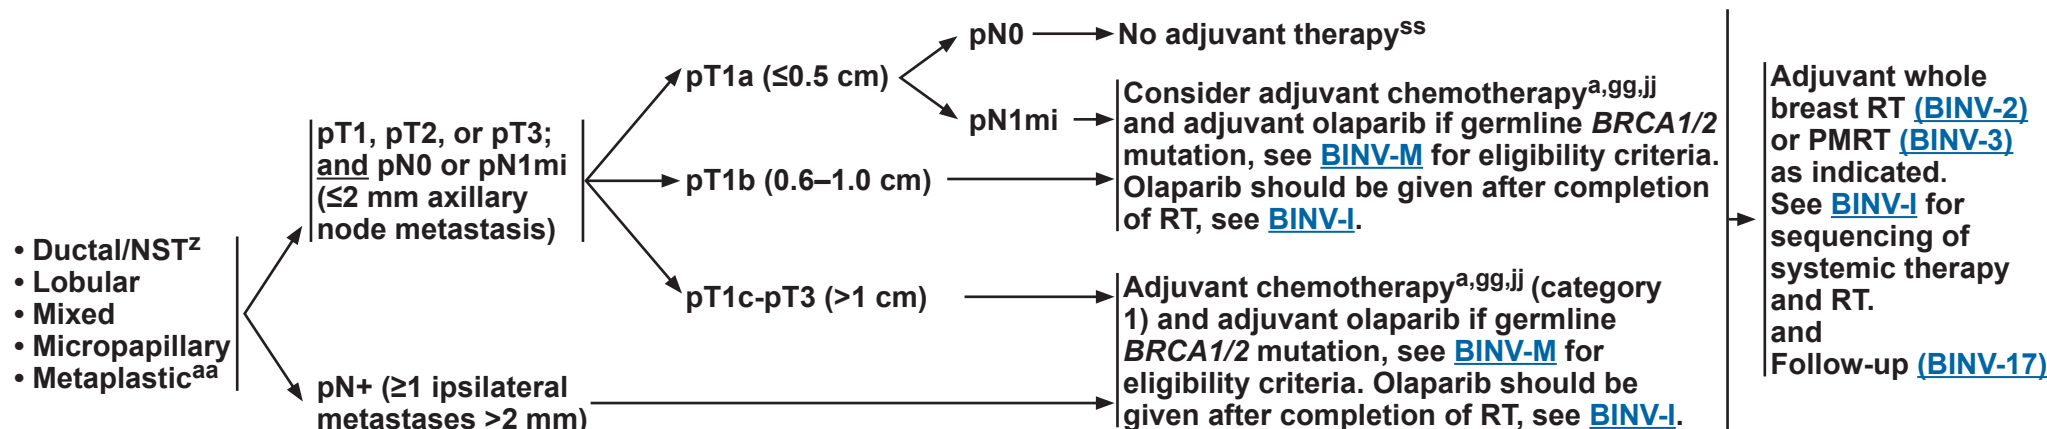 • Ductal/NSTz
• Lobular
• Mixed
• Micropapillary
• Metaplasticaa
pT1, pT2, or pT3;
and pN0 or pN1mi
(≤2 mm axillary
node metastasis)
pN+ (≥1 ipsilateral
metastases >2 mm)
pT1a (≤0.5 cm)
pT1b (0.6–1.0 cm)
pT1c-pT3 (>1 cm)
pN0
pN1mi
No adjuvant therapyss
Consider adjuvant chemotherapya,gg,jj
and adjuvant olaparib if germline BRCA1/2
mutation, see BINV-M for eligibility criteria.
Olaparib should be given after completion
of RT, see BINV-I.
Adjuvant chemotherapya,gg,jj (category
1) and adjuvant olaparib if germline
BRCA1/2 mutation, see BINV-M for
eligibility criteria. Olaparib should be
given after completion of RT, see BINV-I.
Adjuvant whole
breast RT (BINV-2)
or PMRT (BINV-3)
as indicated.
See BINV-I for
sequencing of
systemic therapy
and RT.
and
Follow-up (BINV-17)